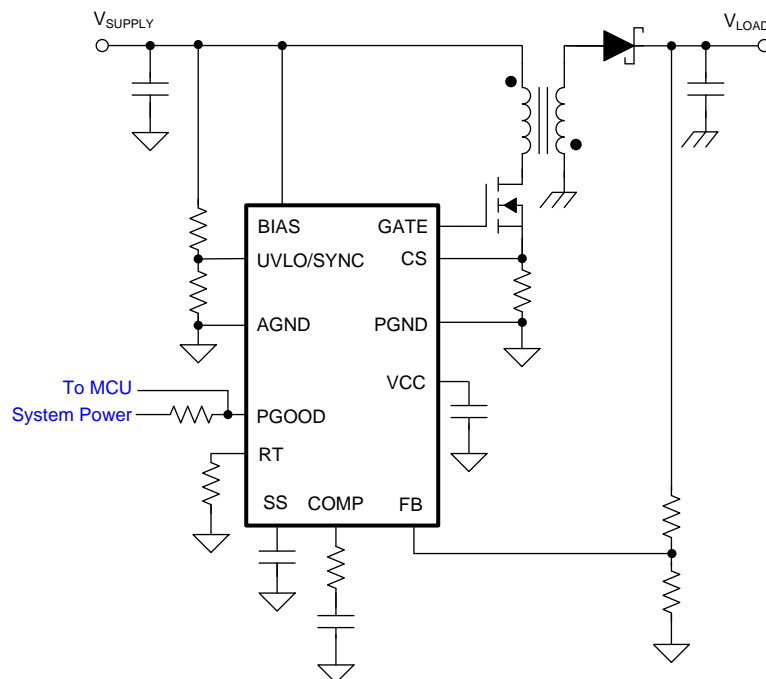 VSUPPLY
VLOAD
BIAS
GATE
UVLO/SYNC
CS
AGND
PGND
VCC
To MCU
System Power
PGOOD
RT
SS
COMP
FB